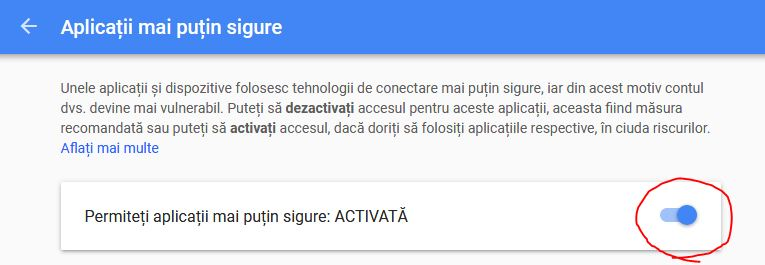 Aplicații mai puțin sigure
Unele aplicații și dispozitive folosesc tehnologii de conectare mai puțin sigure, iar din acest motiv contul
dvs. devine mai vulnerabil. Puteți să dezactivați accesul pentru aceste aplicații, aceasta fiind măsura
recomandată sau puteți să activați accesul, dacă doriți să folosiți aplicațiile respective, în ciuda riscurilor.
Aflați mai multe
Permiteți aplicații mai puțin sigure: ACTIVATĂ